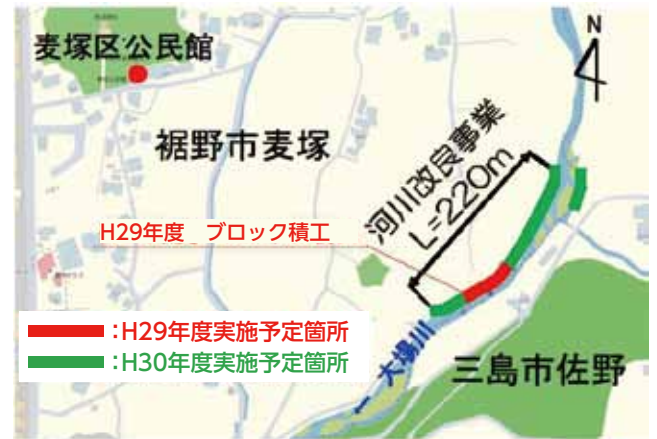 麦塚区公民館
N
裾野市麦塚
河川改良事業
L=220m
H29年度 ブロック積工
:H29年度実施予定箇所
:H30年度実施予定箇所
大場川
三島市佐野